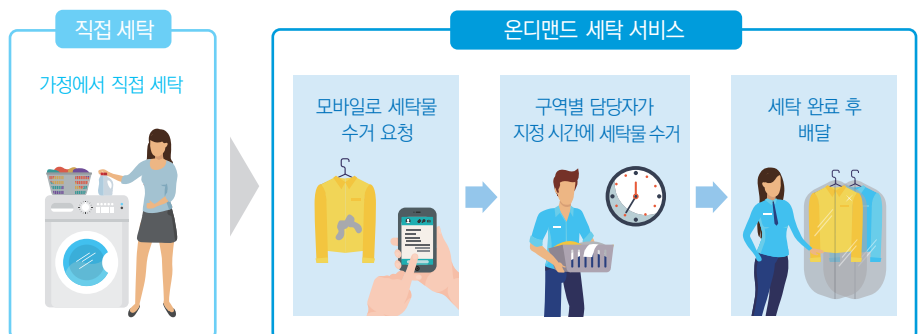 직접 세탁
가정에서 직접 세탁
온디맨드 세탁 서비스
모바일로 세탁물
수거 요청
구역별 담당자가
지정 시간에 세탁물 수거
세탁 완료 후
배달